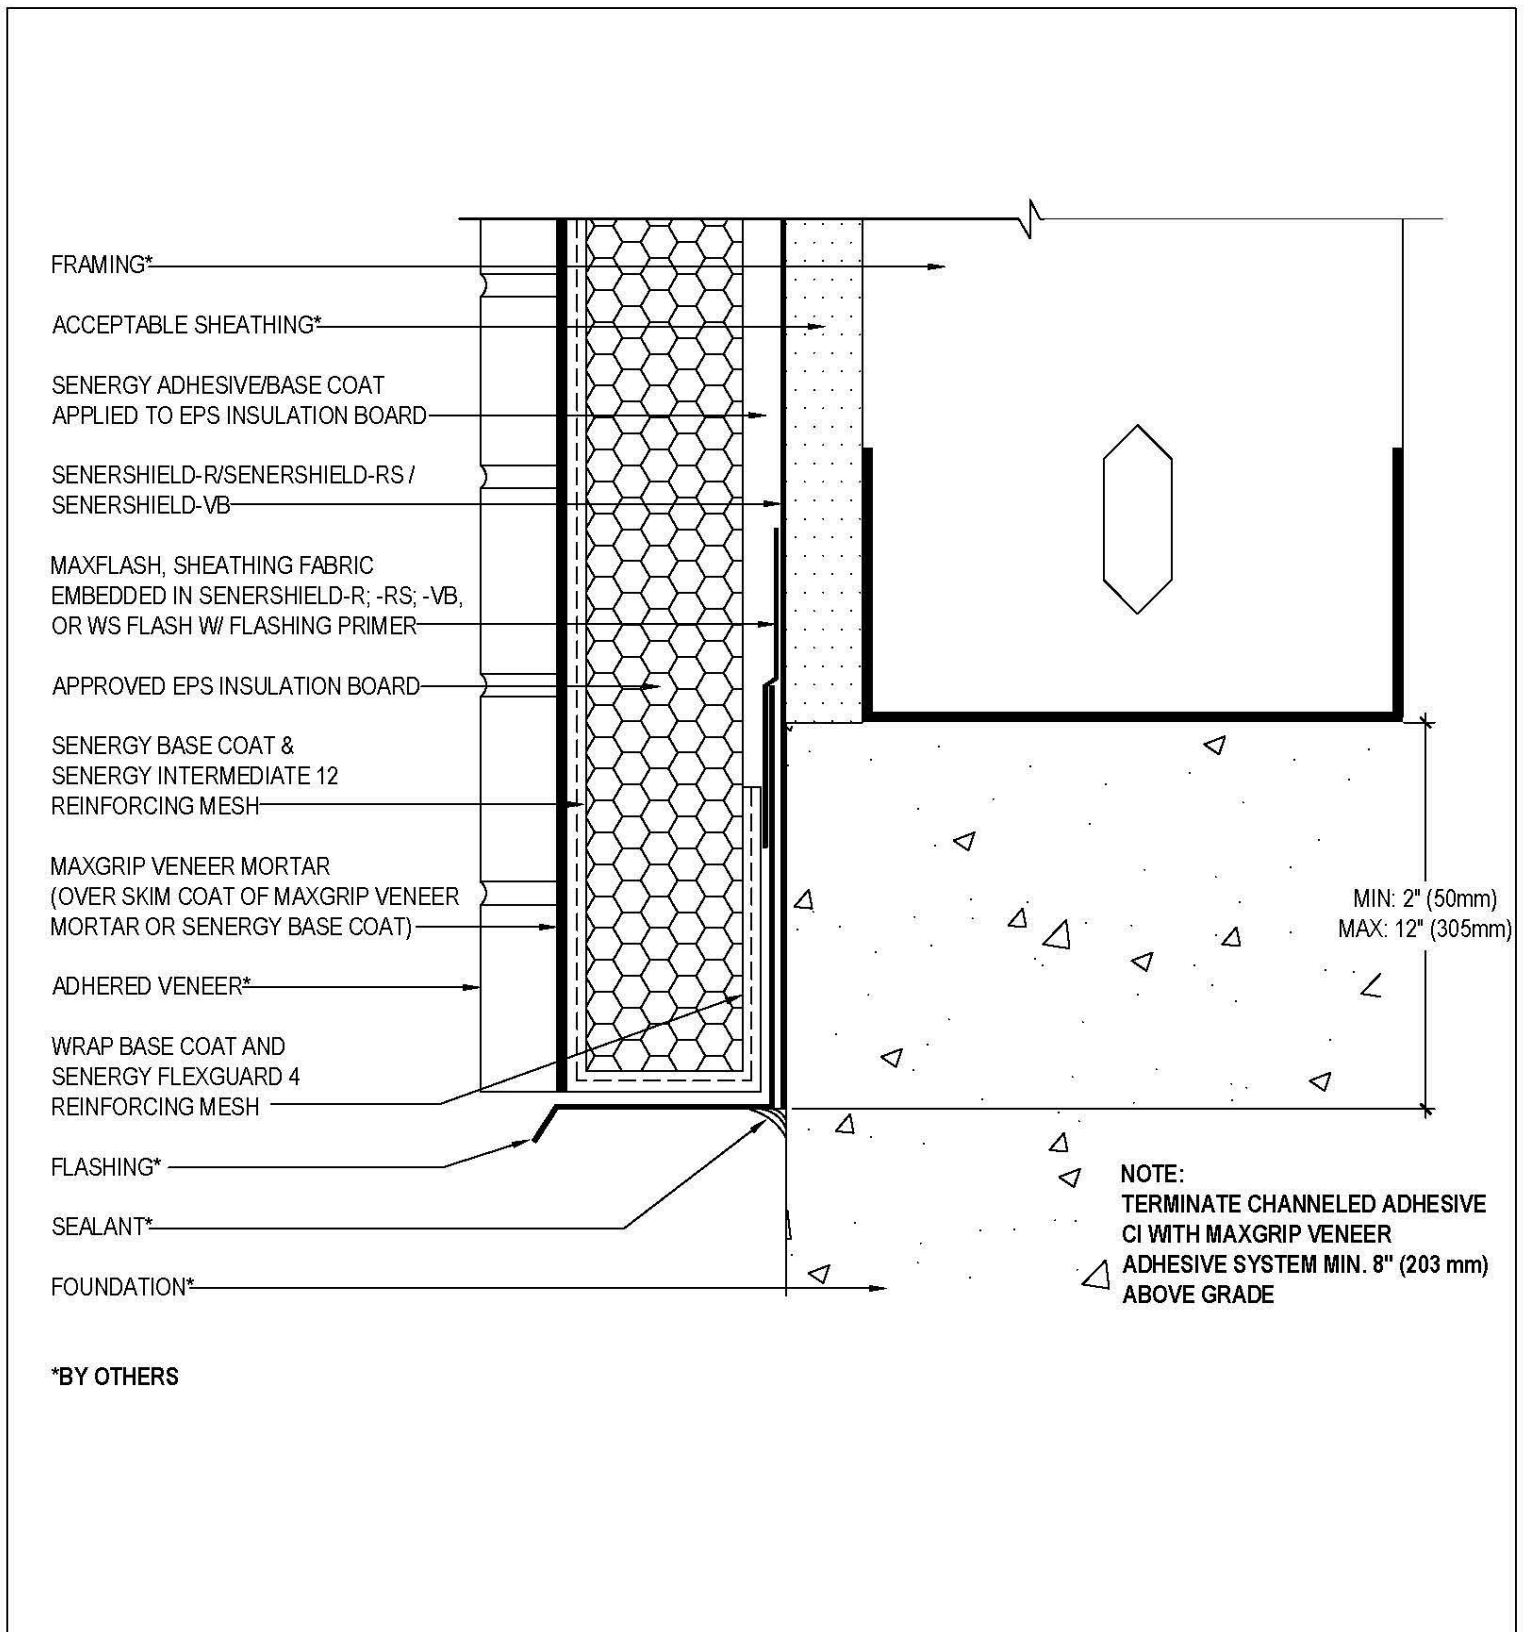 FRAMING*
ACCEPTABLE SHEATHING*
SENERGY ADHESIVE/BASE COAT
APPLIED TO EPS INSULATION BOARD
SENERSHIELD-R/SENERSHIELD-RS /
SENERSHIELD-VB
MAXFLASH, SHEATHING FABRIC
EMBEDDED IN SENERSHIELD-R; -RS; -VB,
OR WS FLASH W/ FLASHING PRIMER
APPROVED EPS INSULATION BOARD
SENERGY BASE COAT &
SENERGY INTERMEDIATE 12
REINFORCING MESH
MAXGRIP VENEER MORTAR
(OVER SKIM COAT OF MAXGRIP VENEER
MORTAR OR SENERGY BASE COAT)
ADHERED VENEER*
WRAP BASE COAT AND
SENERGY FLEXGUARD 4
REINFORCING MESH
FLASHING*
SEALANT*
FOUNDATION*
*BY OTHERS
MIN: 2" (50mm)
MAX: 12" (305mm)
NOTE:
TERMINATE CHANNELED ADHESIVE
CI WITH MAXGRIP VENEER
ADHESIVE SYSTEM MIN. 8" (203 mm)
ABOVE GRADE